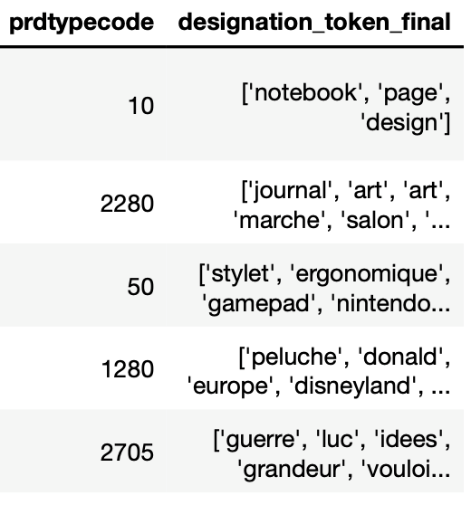 prdtypecode designation_token_final
10 ['notebook', 'page',
'design']
2280 ['journal', 'art', 'art',
'marche', 'salon', '...
50 ['stylet', 'ergonomique',
'gamepad', 'nintendo...
1280 ['peluche', 'donald',
'europe', 'disneyland', ...
2705 ['guerre', 'luc', 'idees',
'grandeur', 'vouloi...